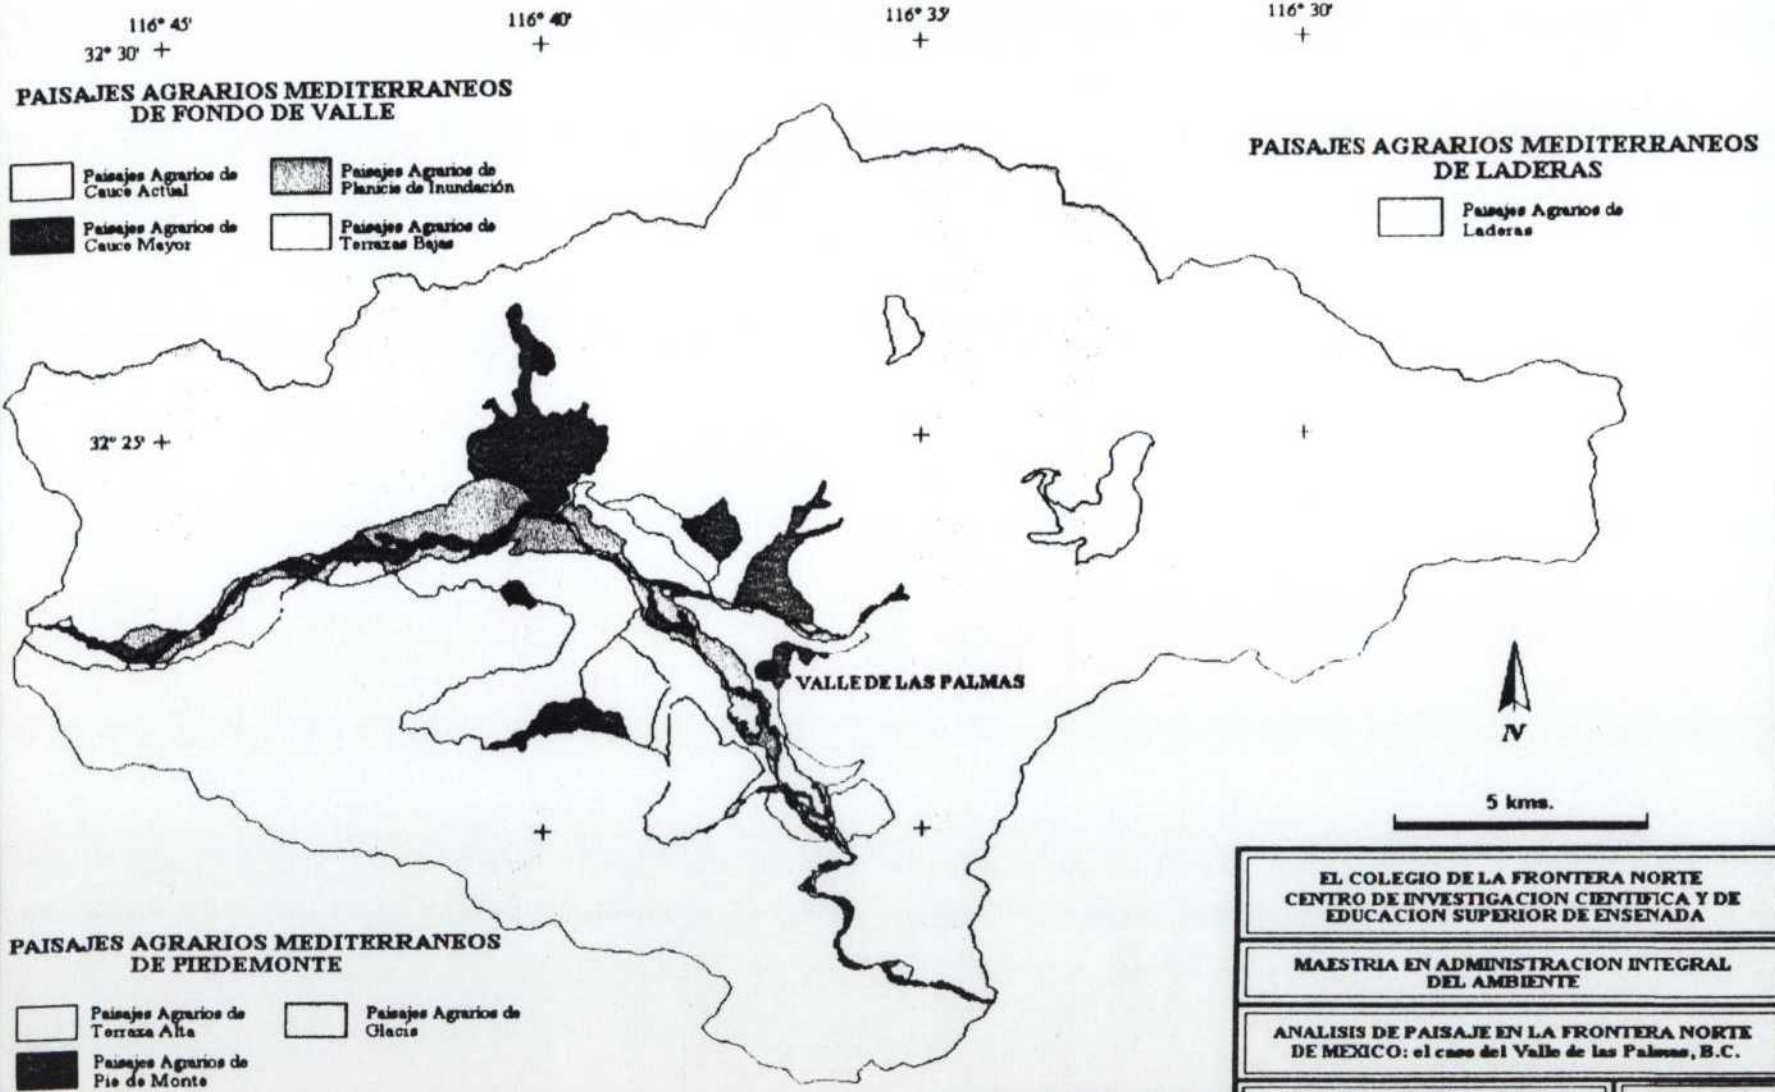 116° 45'
116° 40'
116° 35'
116° 30'
32° 30'
PAISAJES AGRARIOS MEDITERRANEOS
DE FONDO DE VALLE
Paisajes Agrarios de
Cauce Actual
Paisajes Agrarios de
Planicie de Inundación
Paisajes Agrarios de
Cauce Mayor
Paisajes Agrarios de
Terrazas Bajas
PAISAJES AGRARIOS MEDITERRANEOS
DE LADERAS
Paisajes Agrarios de
Laderas
32° 25'
VALLE DE LAS PALMAS
N
5 kms.
PAISAJES AGRARIOS MEDITERRANEOS
DE PIEDEMONTE
Paisajes Agrarios de
Terraza Alta
Paisajes Agrarios de
Glacis
Paisajes Agrarios de
Pie de Monte
EL COLEGIO DE LA FRONTERA NORTE
CENTRO DE INVESTIGACION CIENTIFICA Y DE
EDUCACION SUPERIOR DE ENSENADA
MAESTRIA EN ADMINISTRACION INTEGRAL
DEL AMBIENTE
ANALISIS DE PAISAJE EN LA FRONTERA NORTE
DE MEXICO: el caso del Valle de las Palmas, B.C.